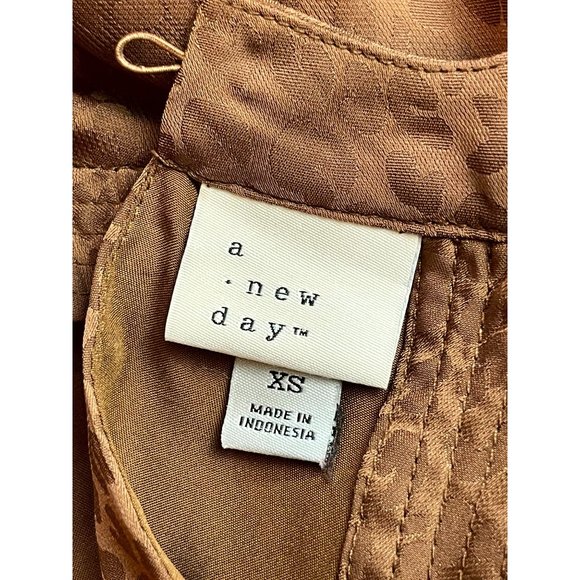 a
· new
day™
XS
MADE IN
INDONESIA